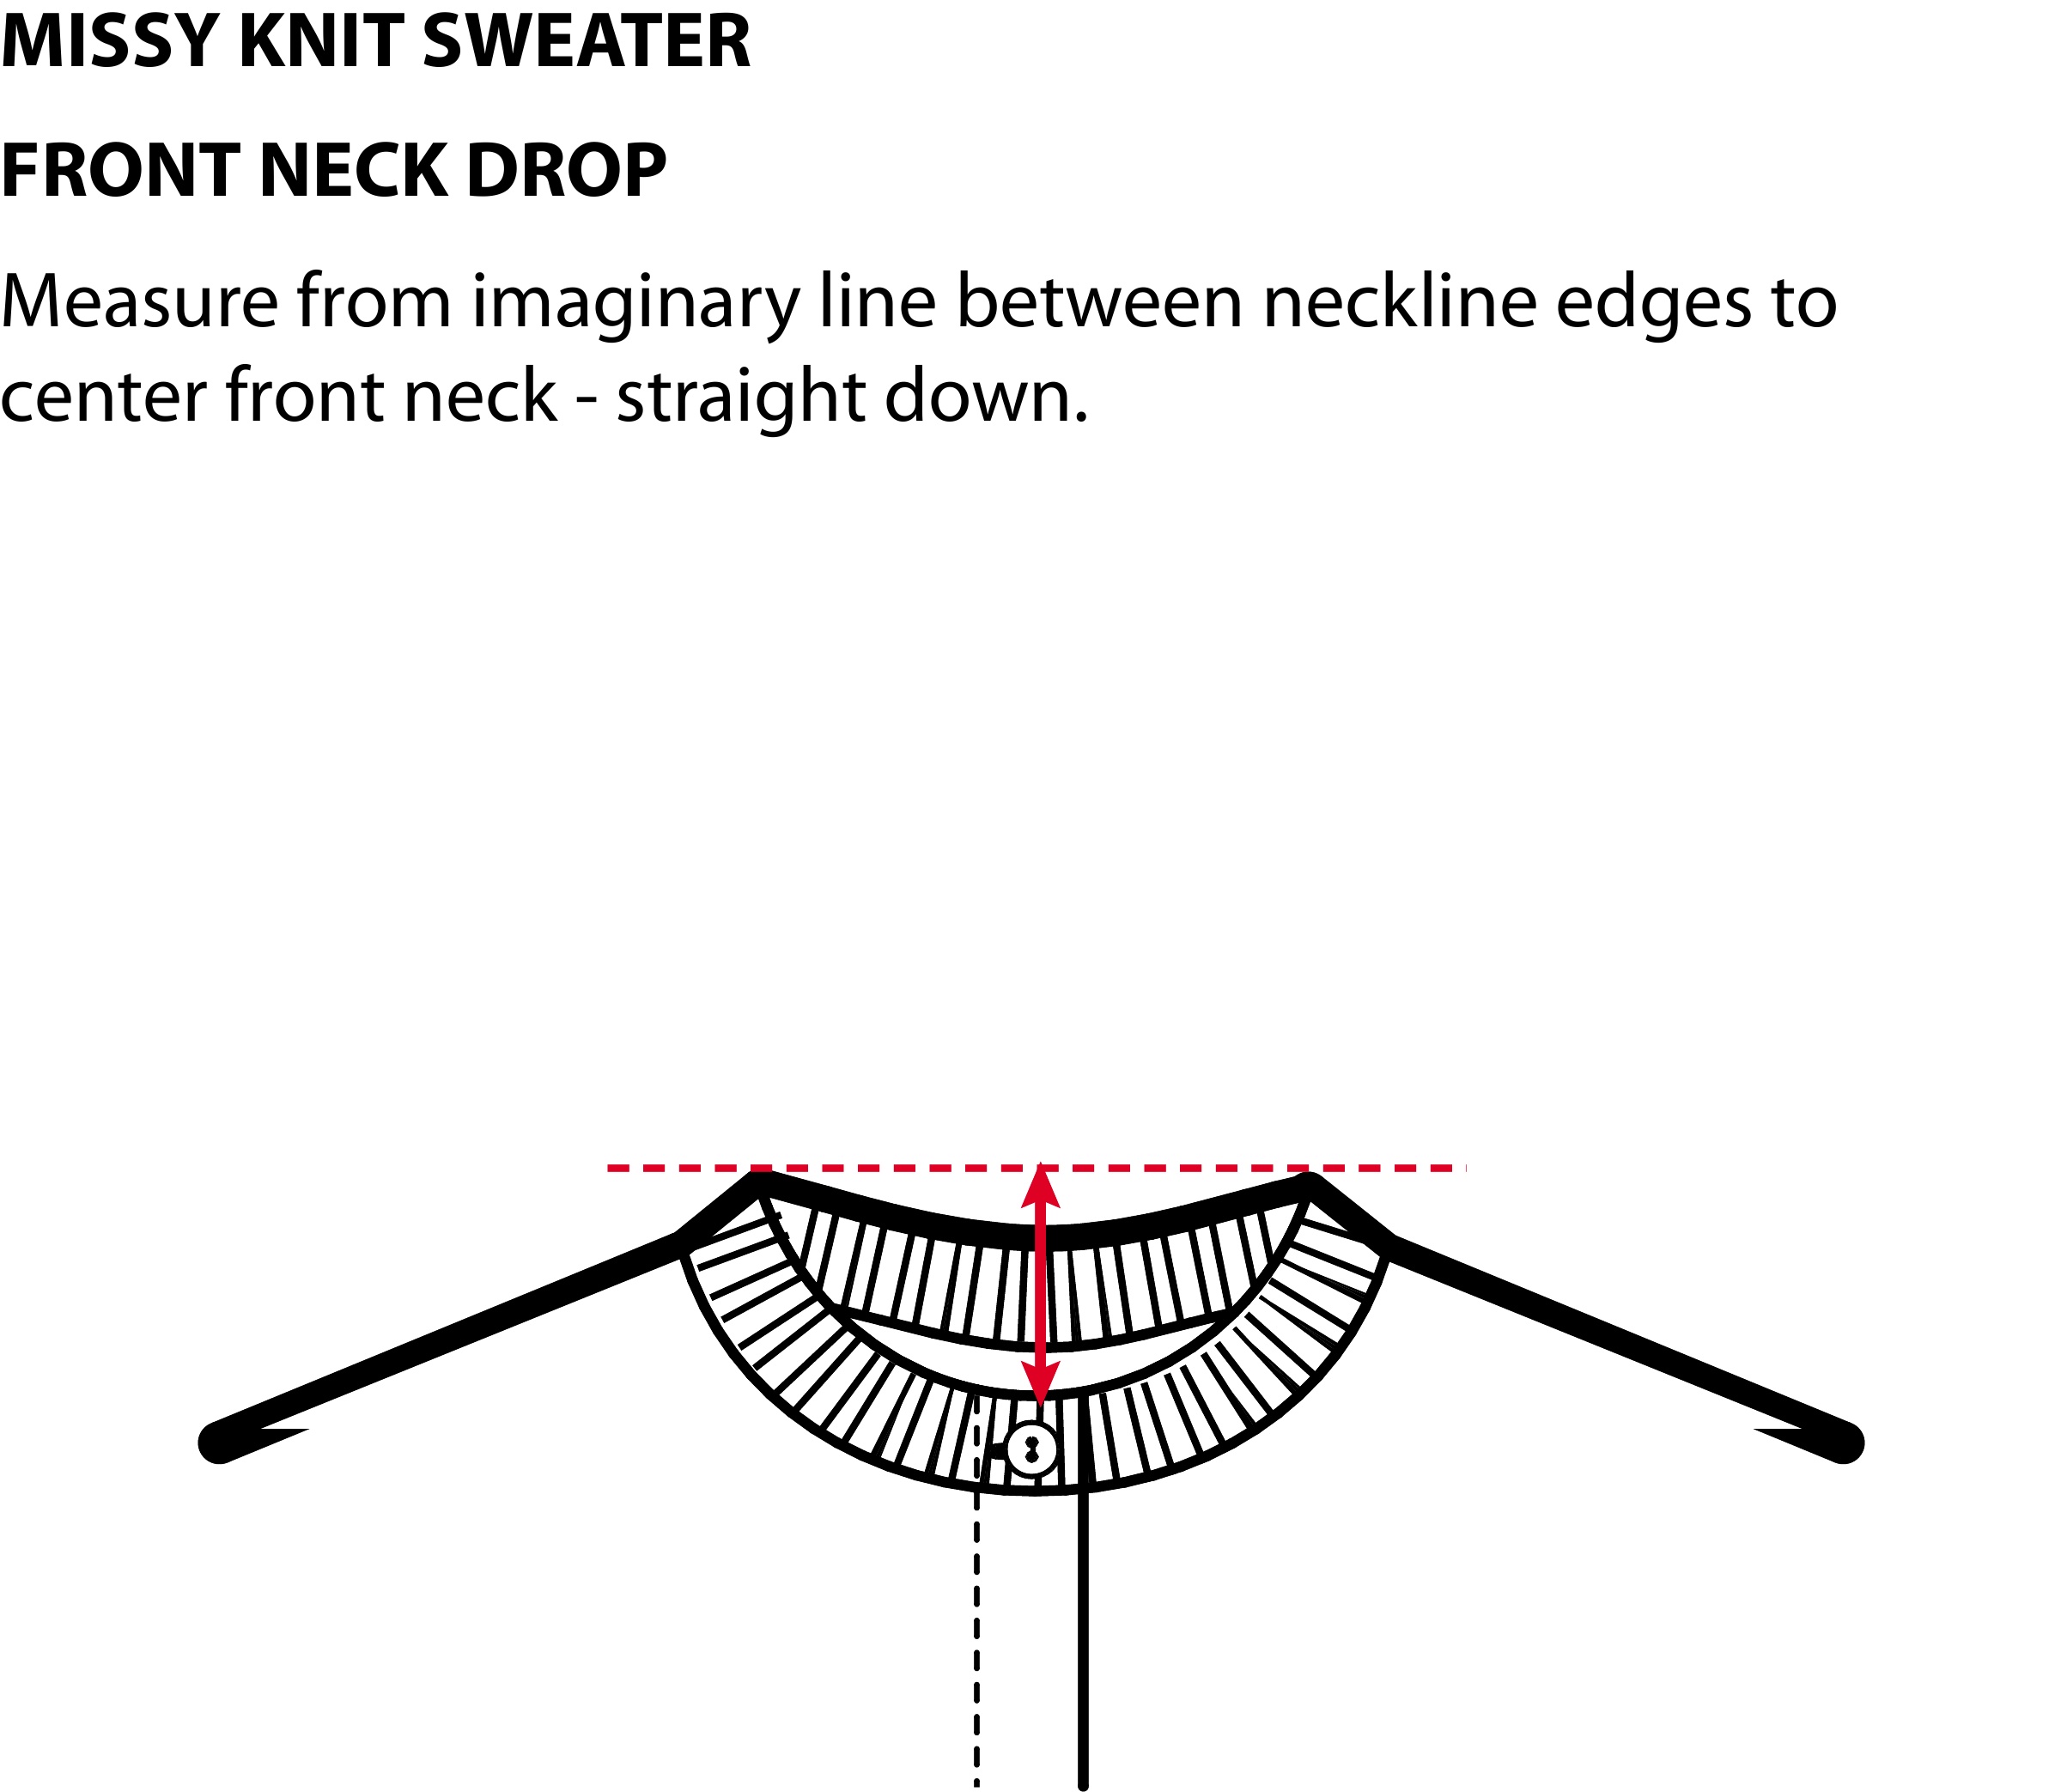 MISSY KNIT SWEATER
FRONT NECK DROP
Measure from imaginary line between neckline edges to
center front neck - straight down.